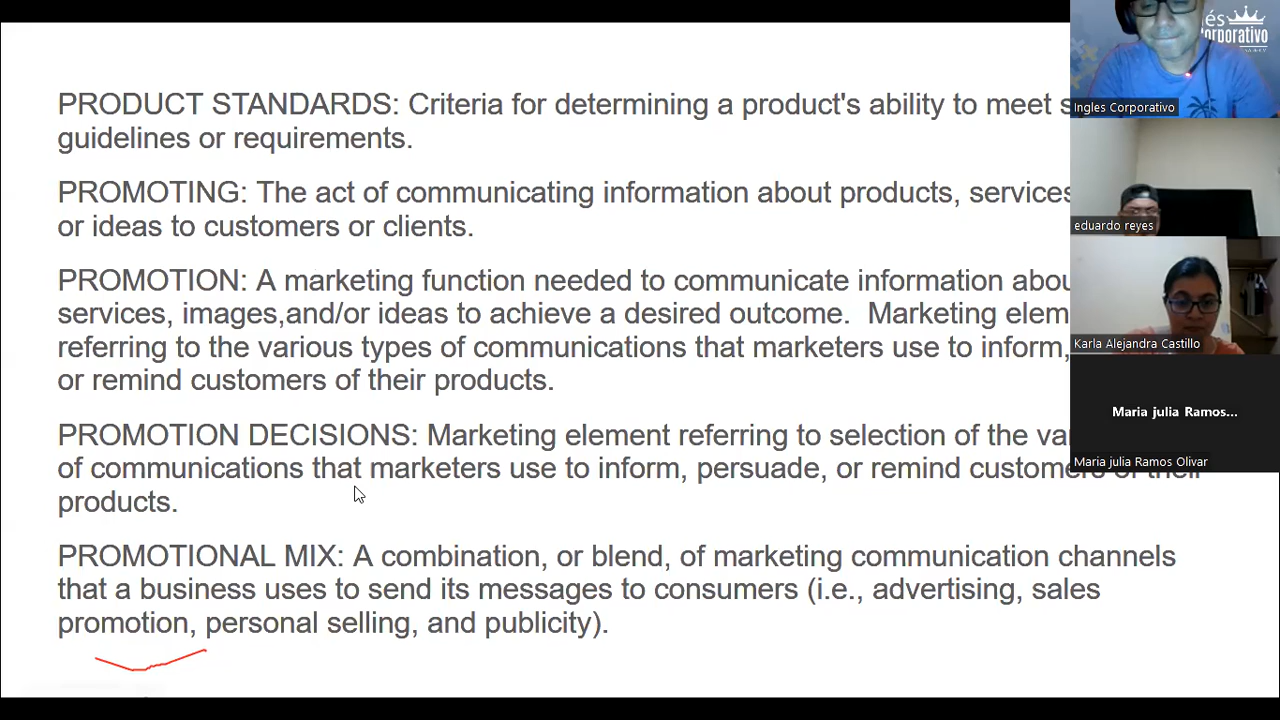 PRODUCT STANDARDS: Criteria for determining a product's ability to meet
guidelines or requirements.
PROMOTING: The act of communicating information about products, services
or ideas to customers or clients.
PROMOTION: A marketing function needed to communicate information
services, images,and/or ideas to achieve a desired outcome. Marketing
referring to the various types of communications that marketers use to inform,
or remind customers of their products.
PROMOTION DECISIONS: Marketing element referring to selection of the
of communications that marketers use to inform, persuade, or remind customers of their
products.
PROMOTIONAL MIX: A combination, or blend, of marketing communication channels
that a business uses to send its messages to consumers (i.e., advertising, sales
promotion, personal selling, and publicity).
Ingles Corporativo
eduardo reyes
Karla Alejandra Castillo
Maria julia Ramos...
Maria julia Ramos Olivar